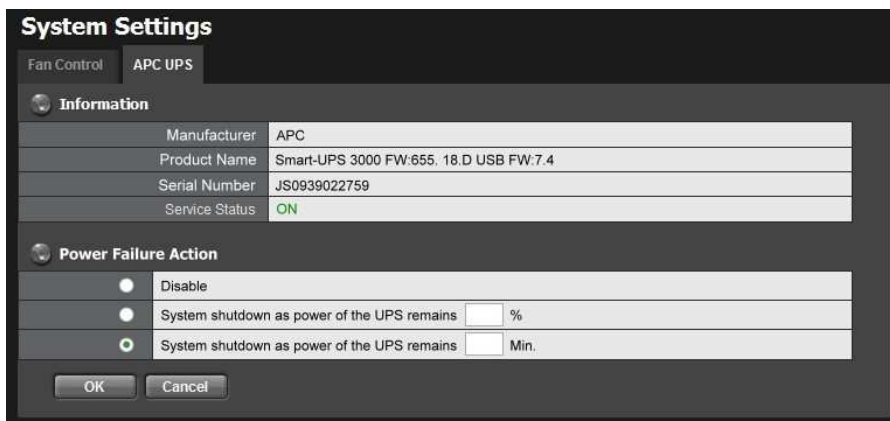 System Settings
Fan Control APC UPS
Information
Manufacturer APC
Product Name Smart-UPS 3000 FW:655. 18.D USB FW:7.4
Serial Number JS0939022759
Service Status ON
Power Failure Action
Disable
System shutdown as power of the UPS remains %
System shutdown as power of the UPS remains Min.
OK Cancel